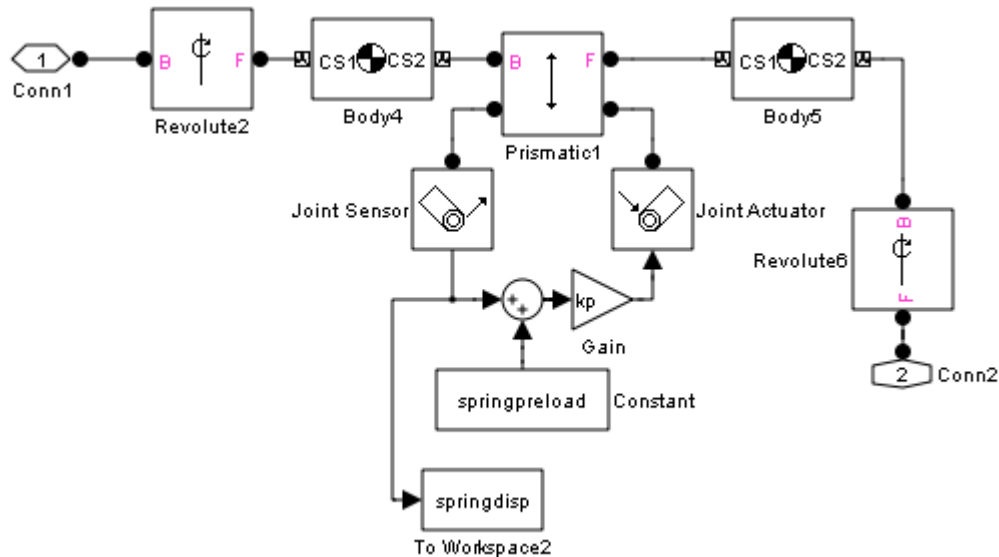 1
Conn1
B
F
Revolute2
CS1 CS2
Body4
B
F
Prismatic1
CS1 CS2
Body5
Joint Sensor
Joint Actuator
B
F
Revolute6
2
Conn2
+
+
kp
Gain
springpreload
Constant
springdisp
To Workspace2